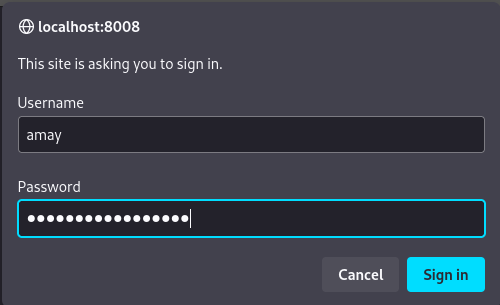 localhost:8008
This site is asking you to sign in.
Username
amay
Password
•••••••••••••••••
Cancel Sign in